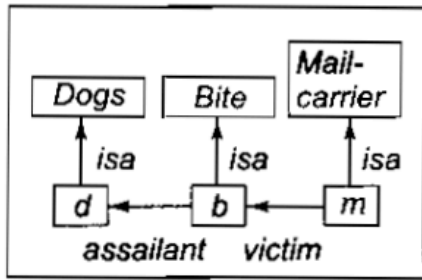 Dogs
Bite
Mail-
carrier
isa
isa
isa
d
b
m
assailant
victim